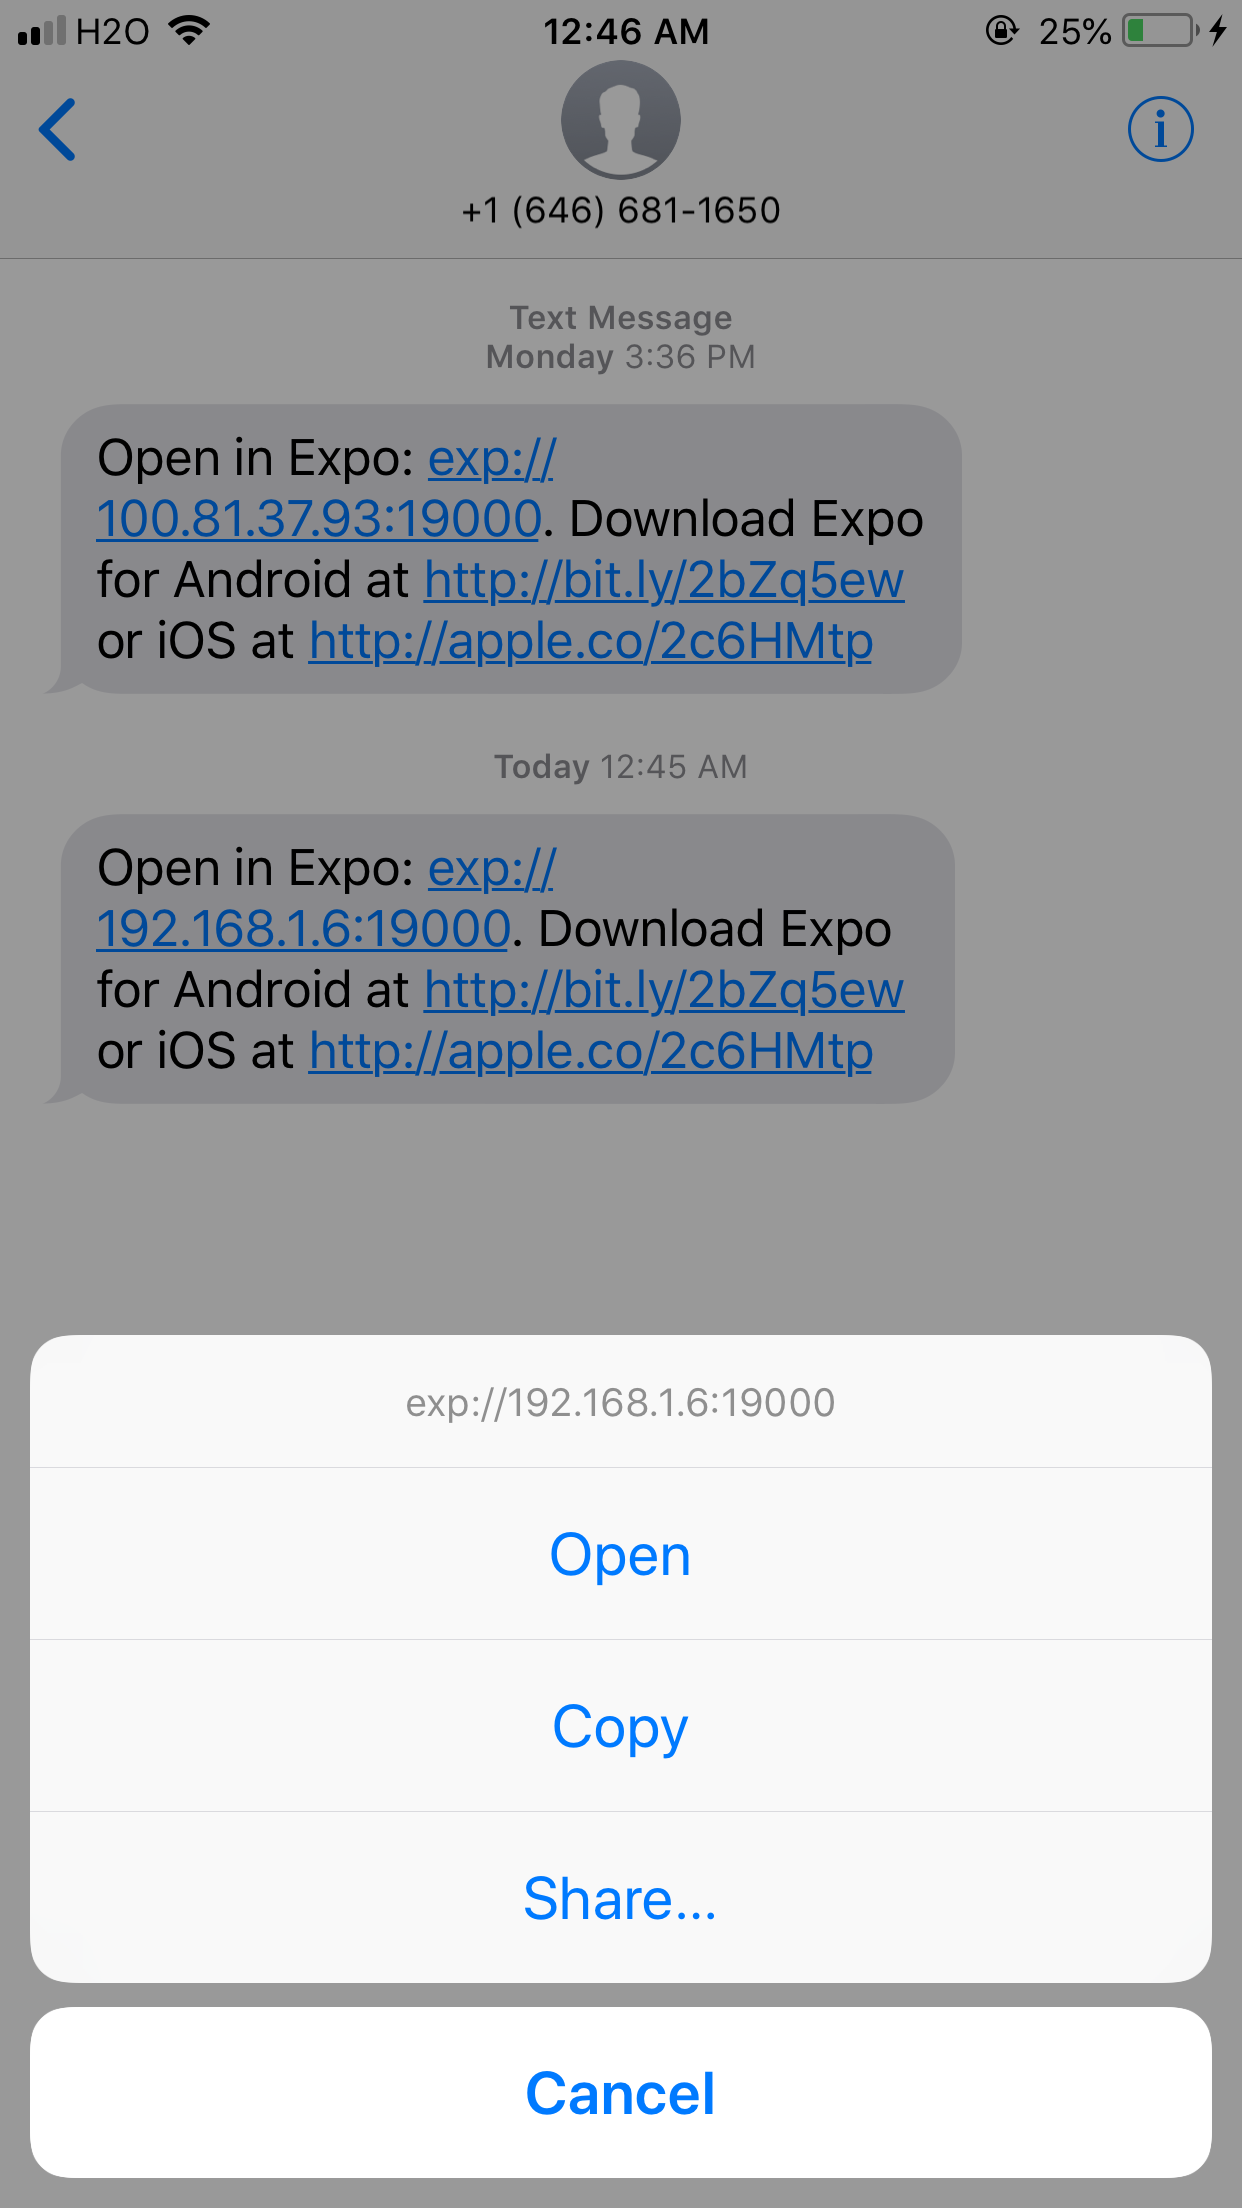 H2O 12:46 AM 25%
+1 (646) 681-1650
Text Message
Monday 3:36 PM
Open in Expo: exp://
100.81.37.93:19000. Download Expo
for Android at http://bit.ly/2bZq5ew
or iOS at http://apple.co/2c6HMtp
Today 12:45 AM
Open in Expo: exp://
192.168.1.6:19000. Download Expo
for Android at http://bit.ly/2bZq5ew
or iOS at http://apple.co/2c6HMtp
exp://192.168.1.6:19000
Open
Copy
Share...
Cancel